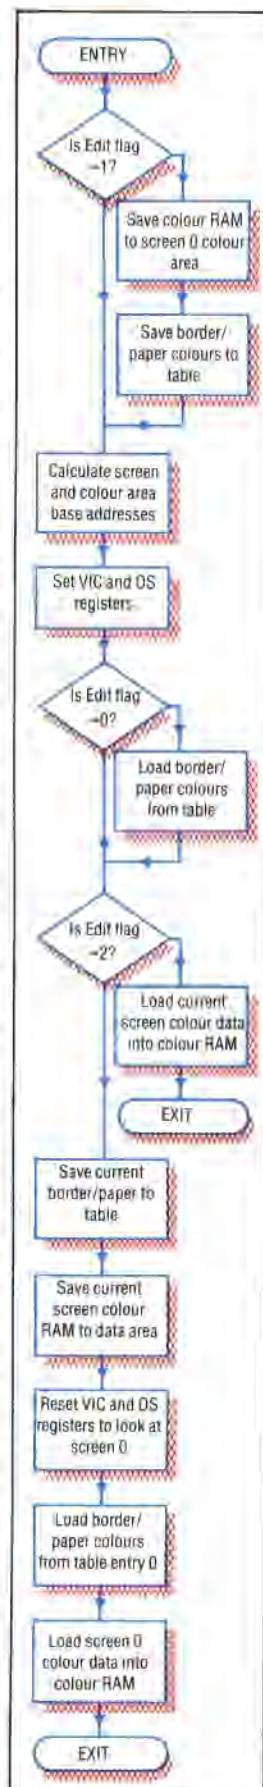 ENTRY
Is Edit flag
=1?
Save colour RAM
to screen 0 colour
area
Save border/
paper colours to
table
Calculate screen
and colour area
base addresses
Set VIC and OS
registers
Is Edit flag
=0?
Load border/
paper colours
from table
Is Edit flag
=2?
Load current
screen colour data
into colour RAM
EXIT
Save current
border/paper to
table
Save current
screen colour
RAM to data area
Reset VIC and OS
registers to look at
screen 0
Load border/
paper colours
from table entry 0
Load screen 0
colour data into
colour RAM
EXIT